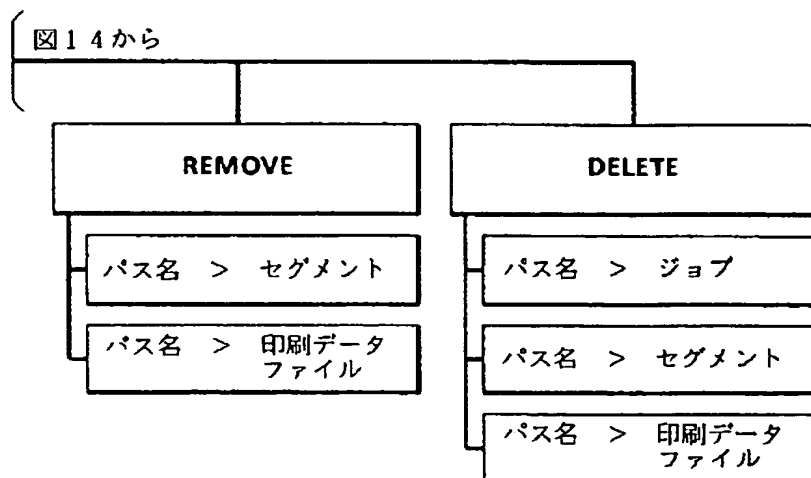 図14から
REMOVE
パス名 > セグメント
パス名 > 印刷データ
ファイル
DELETE
パス名 > ジョブ
パス名 > セグメント
パス名 > 印刷データ
ファイル